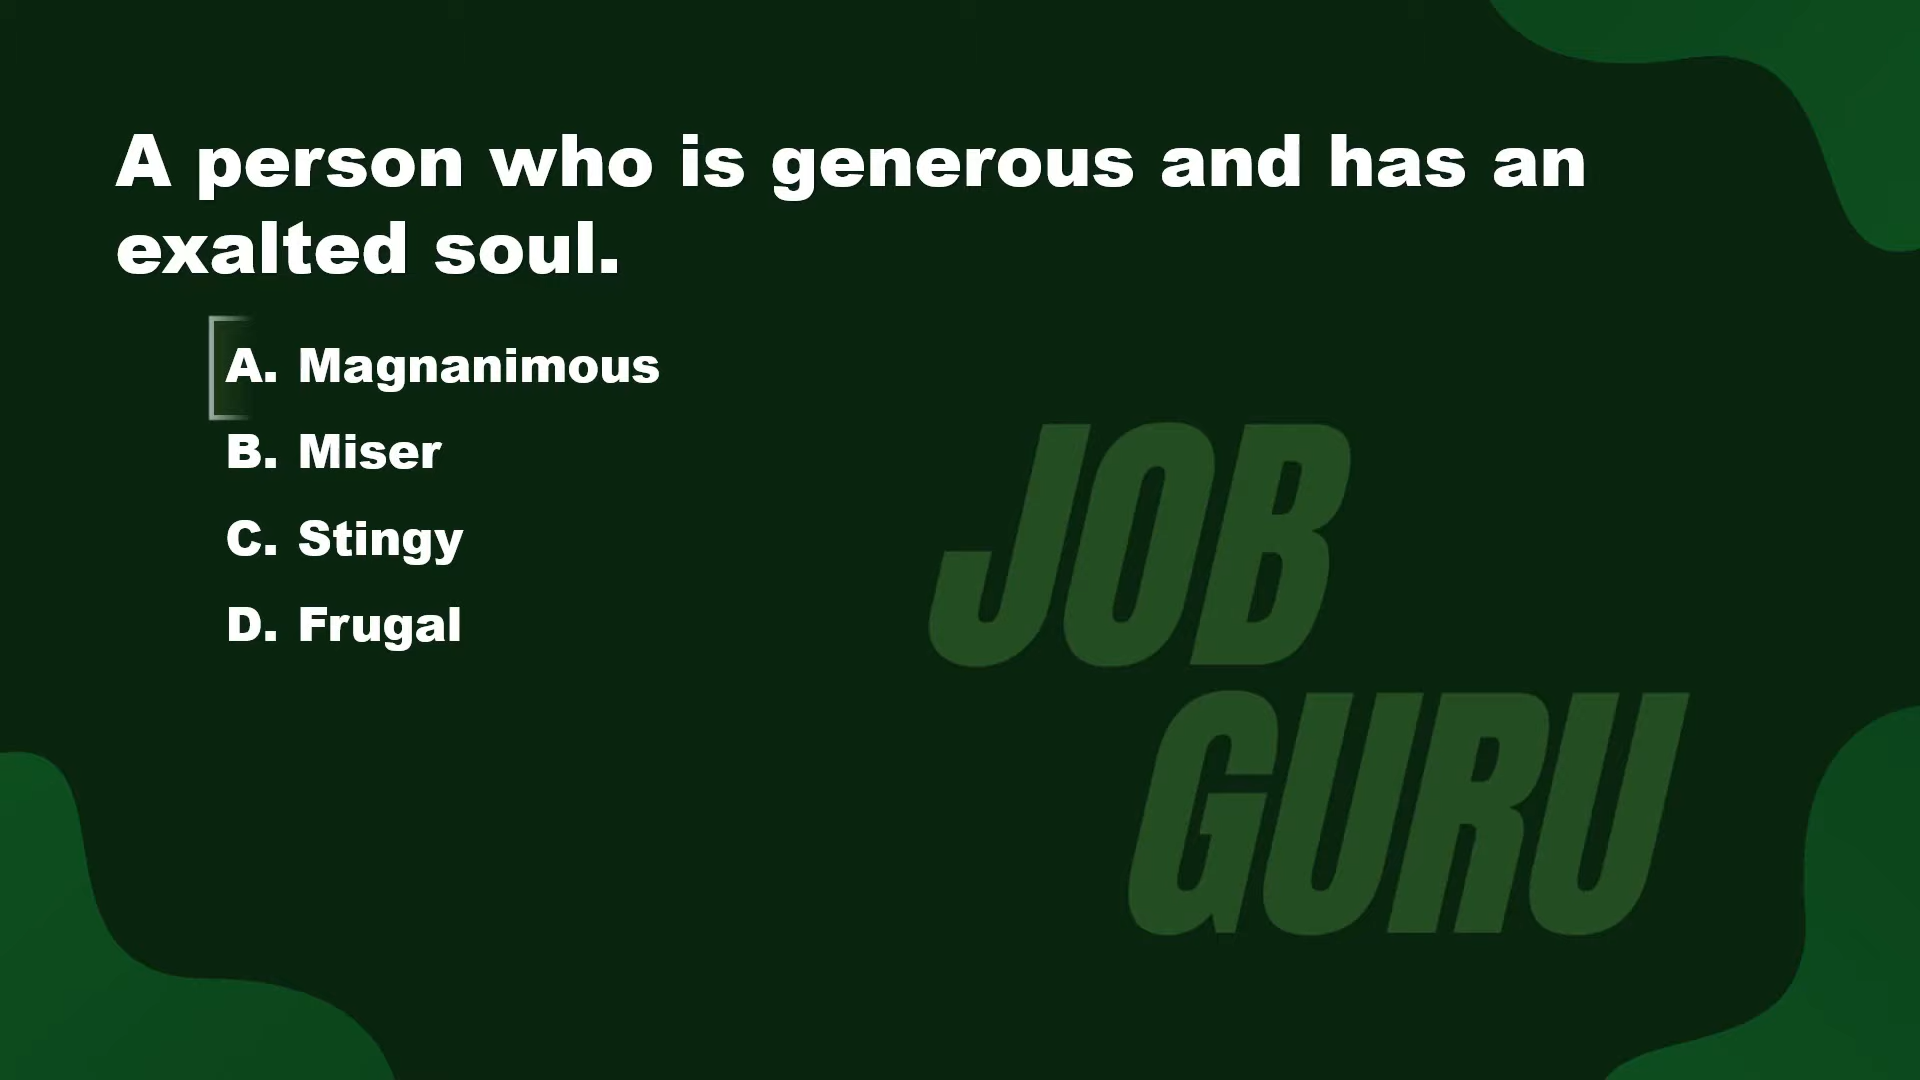 A person who is generous and has an
exalted soul.
A. Magnanimous
B. Miser
C. Stingy
D. Frugal
JOB
GURU